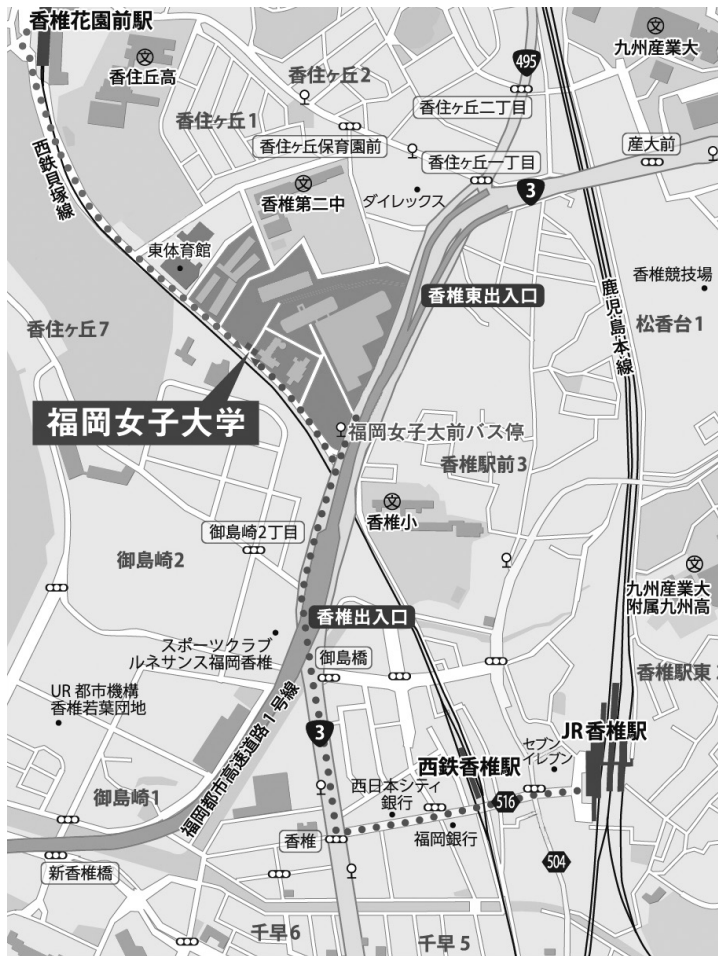 香椎花園前駅
香住丘高
香住ヶ丘2
495
九州産業大
香住ヶ丘二丁目
香住ヶ丘1
香住ヶ丘保育園前
香住ヶ丘一丁目
産大前
西鉄貝塚線
香椎第二中
ダイレックス
3
東体育館
香椎東出入口
鹿児島本線
香椎競技場
松香台1
香住ヶ丘7
福岡女子大学
福岡女子大前バス停
香椎駅前3
香椎小
御島崎2丁目
御島崎2
九州産業大
附属九州高
香椎出入口
スポーツクラブ
ルネサンス福岡香椎
御島橋
香椎駅東
UR都市機構
香椎若葉団地
福岡都市高速道路1号線
3
JR香椎駅
セブン
イレブン
西鉄香椎駅
御島崎1
西日本シティ
銀行
516
福岡銀行
香椎
504
新香椎橋
千早6
千早5
文
文
文
文
文